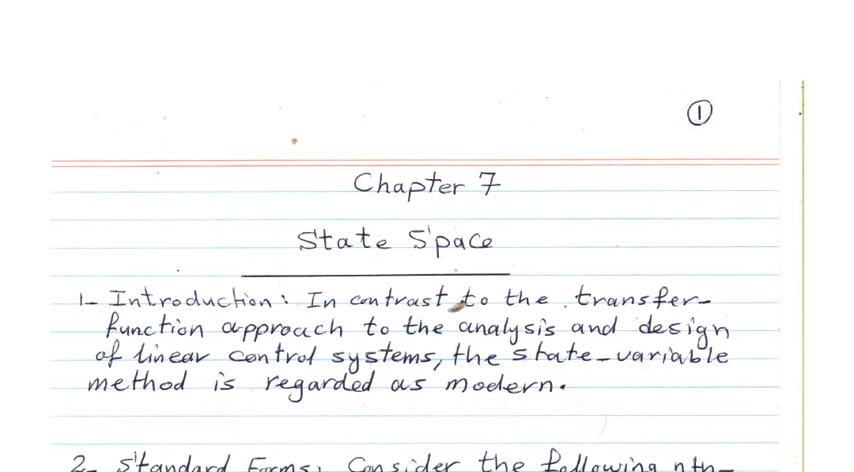 ①
Chapter 7
State Space
1- Introduction: In contrast to the transfer-
function approach to the analysis and design
of linear control systems, the state-variable
method is regarded as modern.
2- Standard Forms: Consider the following nth-